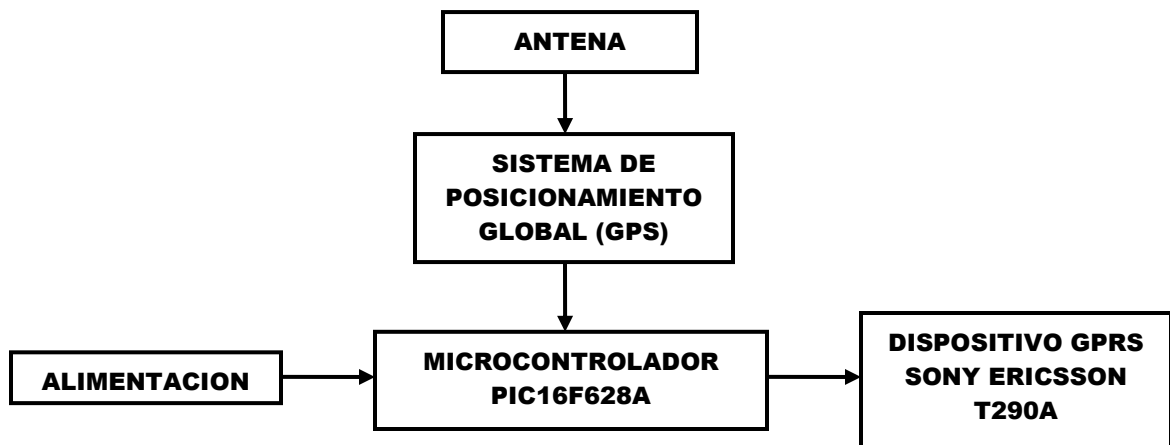 ANTENA
SISTEMA DE
POSICIONAMIENTO
GLOBAL (GPS)
ALIMENTACION
MICROCONTROLADOR
PIC16F628A
DISPOSITIVO GPRS
SONY ERICSSON
T290A